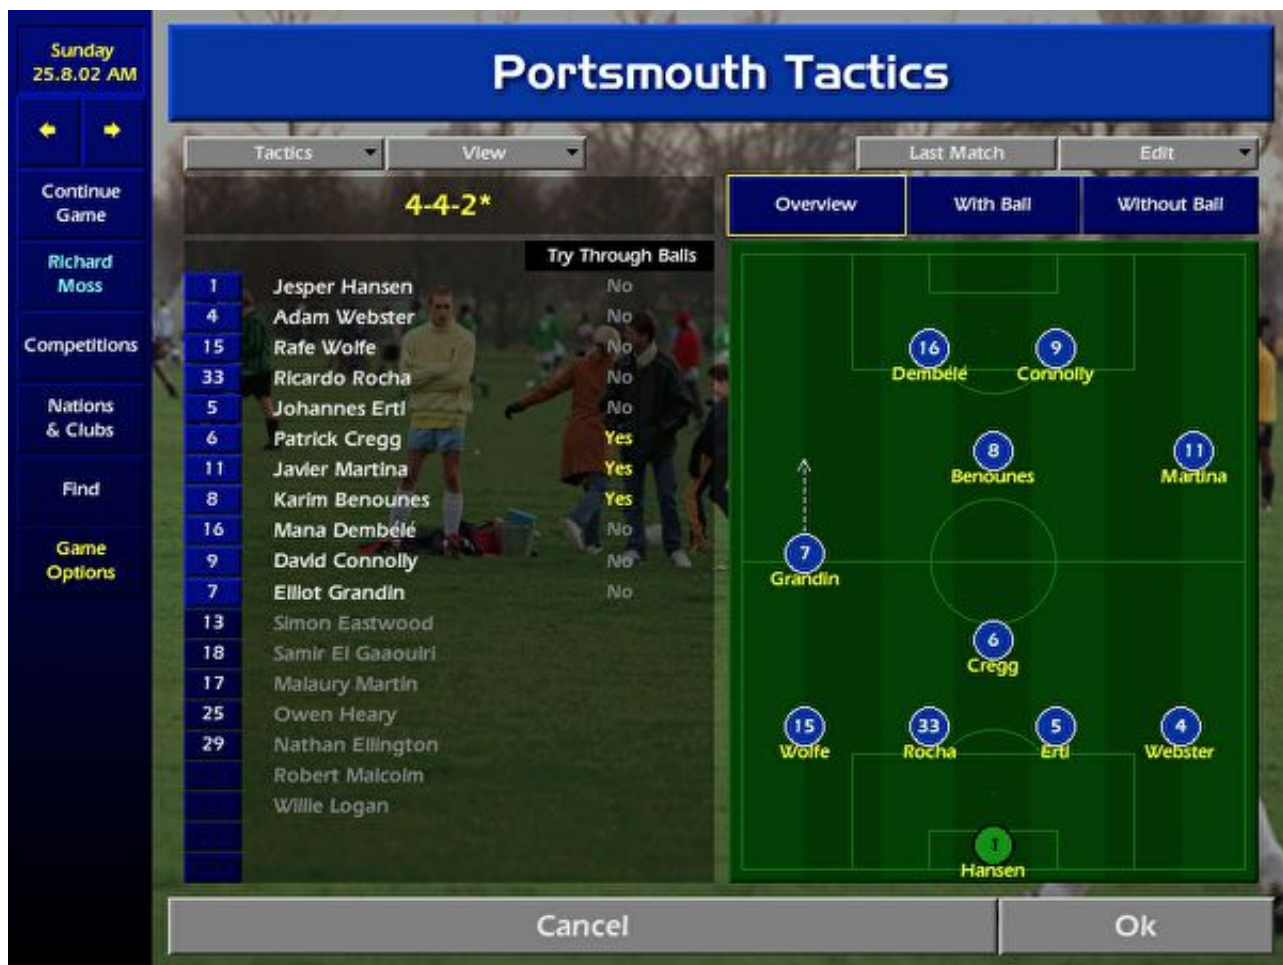 Sunday
25.8.02 AM
Continue
Game
Richard
Moss
Competitions
Nations
& Clubs
Find
Game
Options
Portsmouth Tactics
Tactics View Last Match Edit
4-4-2*
Overview With Ball Without Ball
Try Through Balls
1 Jesper Hansen No
4 Adam Webster No
15 Rafe Wolfe No
33 Ricardo Rocha No
5 Johannes Ertl No
6 Patrick Cregg Yes
11 Javier Martina Yes
8 Karim Benounes Yes
16 Mana Dembélé No
9 David Connolly No
7 Elliot Grandin No
13 Simon Eastwood
18 Samir El Gaaouiri
17 Malaury Martin
25 Owen Heary
29 Nathan Ellington
Robert Malcolm
Willie Logan
16 9
Dembélé Connolly
8 11
Benounes Martina
7
Grandin
6
Cregg
15 33 5 4
Wolfe Rocha Ertl Webster
1
Hansen
Cancel Ok